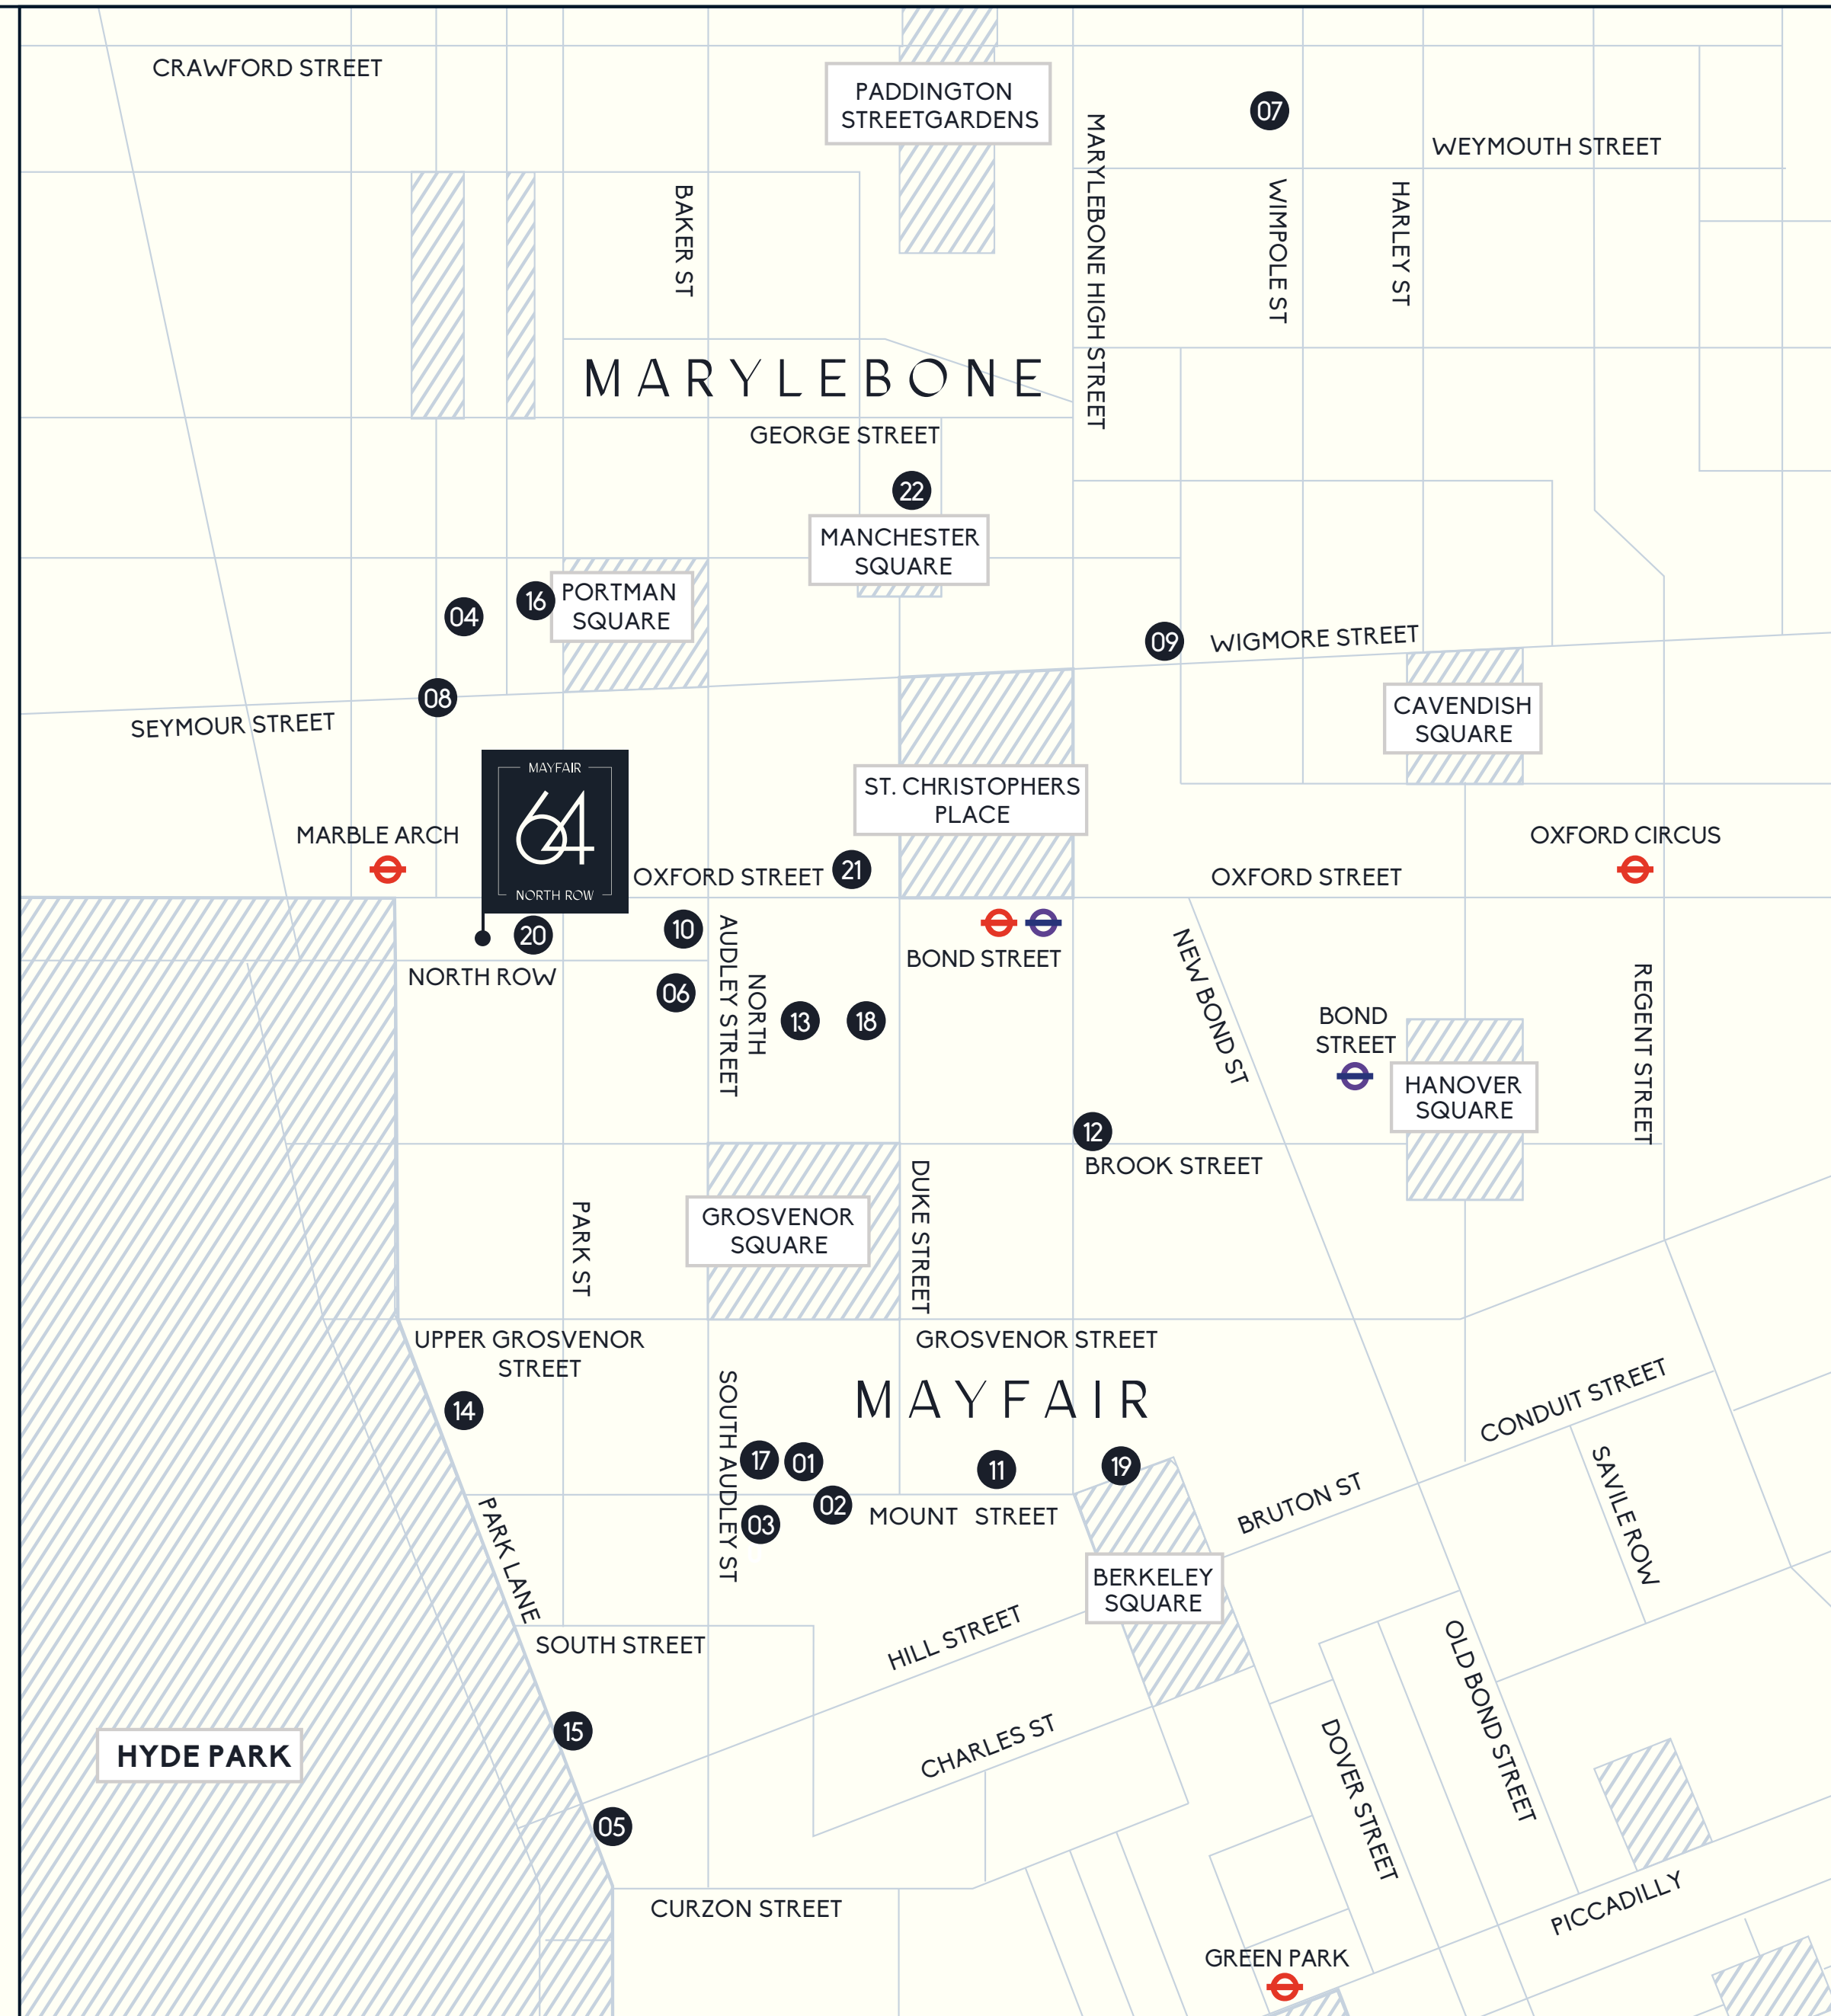 CRAWFORD STREET
PADDINGTON
STREETGARDENS
07
WEYMOUTH STREET
MARYLEBONE HIGH STREET
BAKER ST
WIMPOLE ST
HARLEY ST
MARYLEBONE
GEORGE STREET
22
MANCHESTER
SQUARE
16
PORTMAN
SQUARE
04
09
WIGMORE STREET
08
SEYMOUR STREET
CAVENDISH
SQUARE
MAYFAIR
64
NORTH ROW
ST. CHRISTOPHERS
PLACE
MARBLE ARCH
OXFORD CIRCUS
OXFORD STREET
21
OXFORD STREET
20
10
BOND STREET
NORTH ROW
06
NORTH
AUDLEY STREET
13
18
NEW BOND ST
BOND
STREET
REGENT STREET
HANOVER
SQUARE
12
BROOK STREET
DUKE STREET
PARK ST
GROSVENOR
SQUARE
UPPER GROSVENOR
STREET
GROSVENOR STREET
MAYFAIR
14
SOUTH AUDLEY ST
17
01
11
19
02
03
MOUNT STREET
CONDUIT STREET
BRUTON ST
SAVILE ROW
PARK LANE
BERKELEY
SQUARE
HILL STREET
SOUTH STREET
OLD BOND STREET
15
HYDE PARK
CHARLES ST
DOVER STREET
05
CURZON STREET
PICCADILLY
GREEN PARK